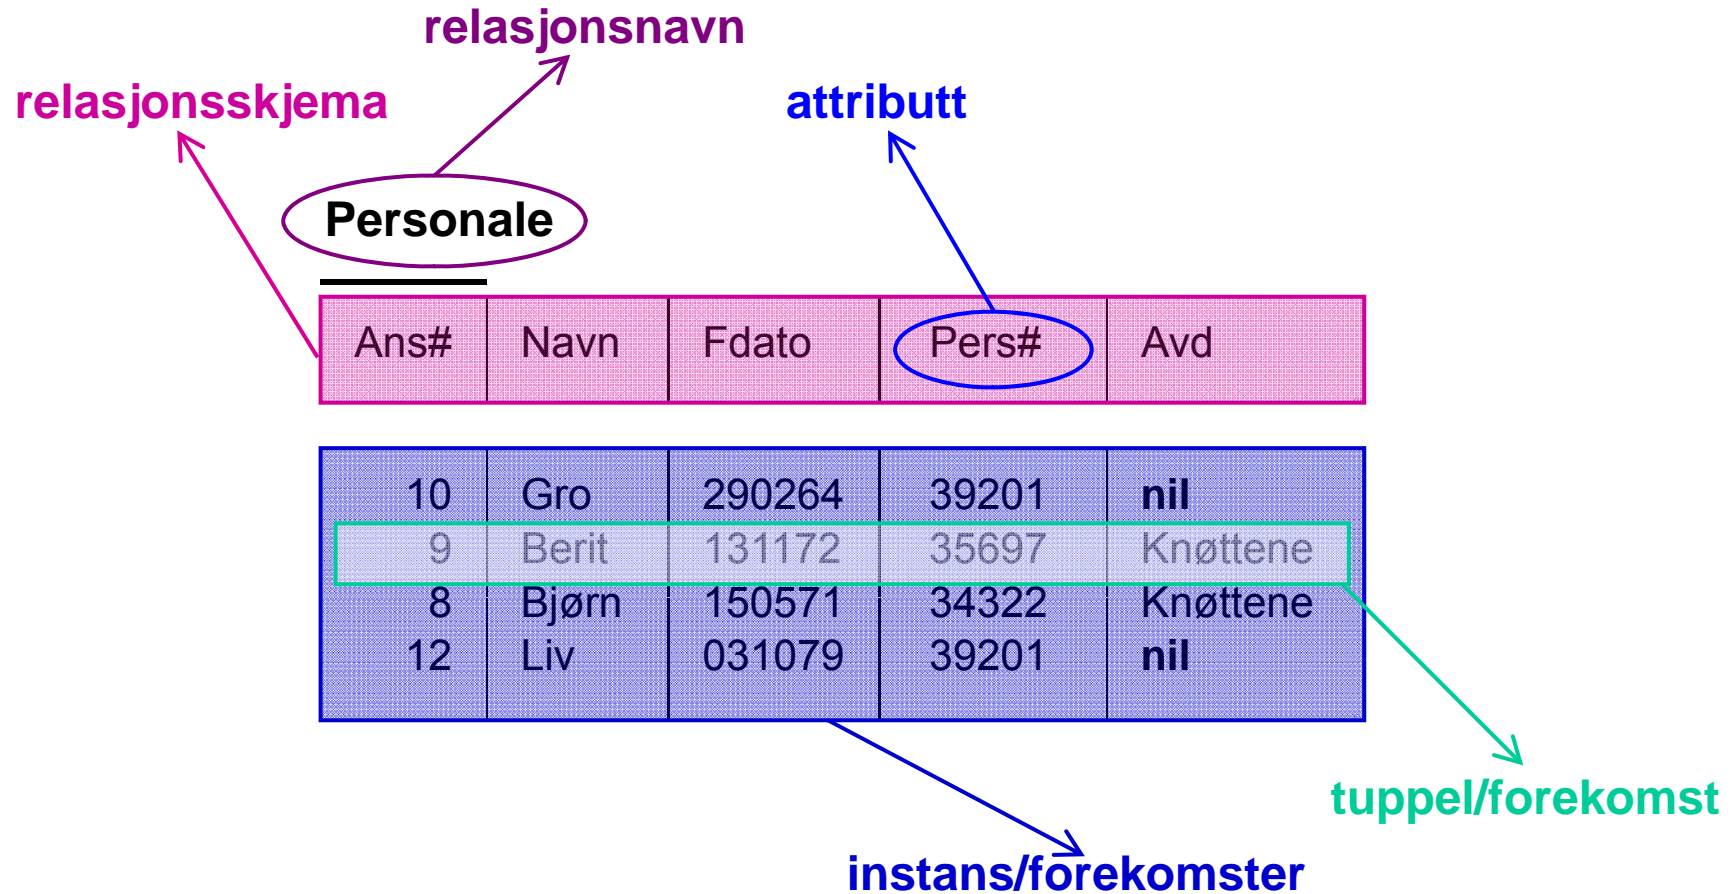 relasjonsnavn
relasjonsskjema
attributt
Personale
Ans# Navn Fdato Pers# Avd
10 Gro 290264 39201 nil
9 Berit 131172 35697 Knøttene
8 Bjørn 150571 34322 Knøttene
12 Liv 031079 39201 nil
tuppel/forekomst
instans/forekomster